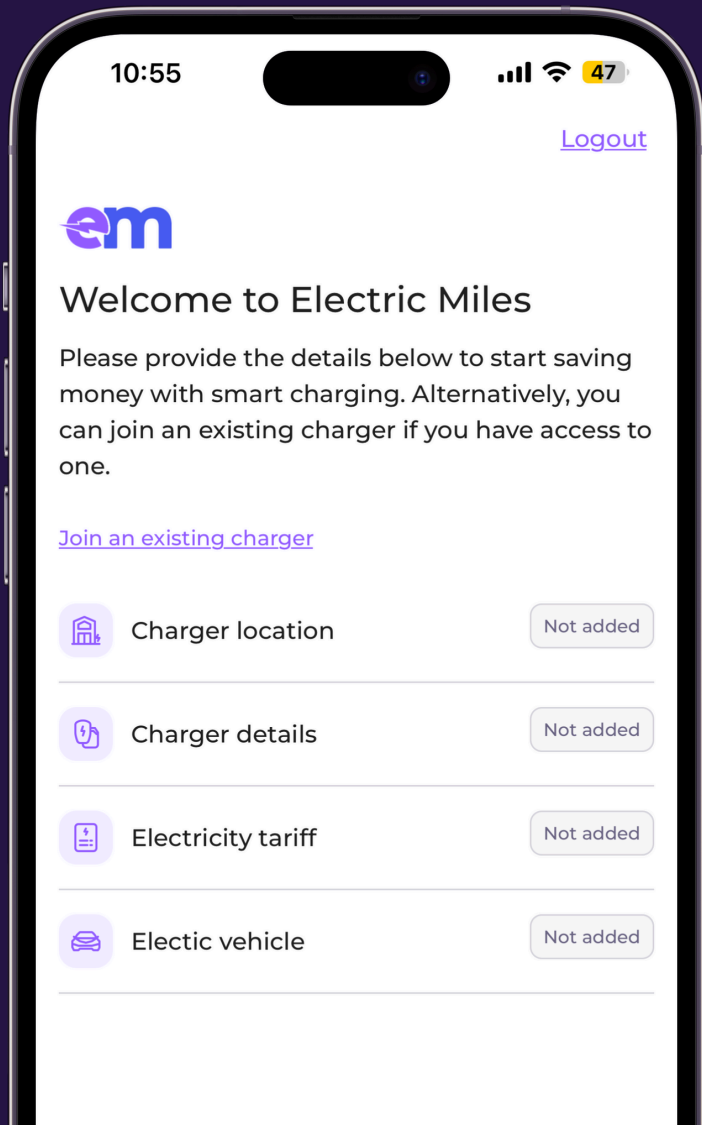 10:55
47
Logout
em
Welcome to Electric Miles
Please provide the details below to start saving
money with smart charging. Alternatively, you
can join an existing charger if you have access to
one.
Join an existing charger
Charger location
Not added
Charger details
Not added
Electricity tariff
Not added
Electic vehicle
Not added